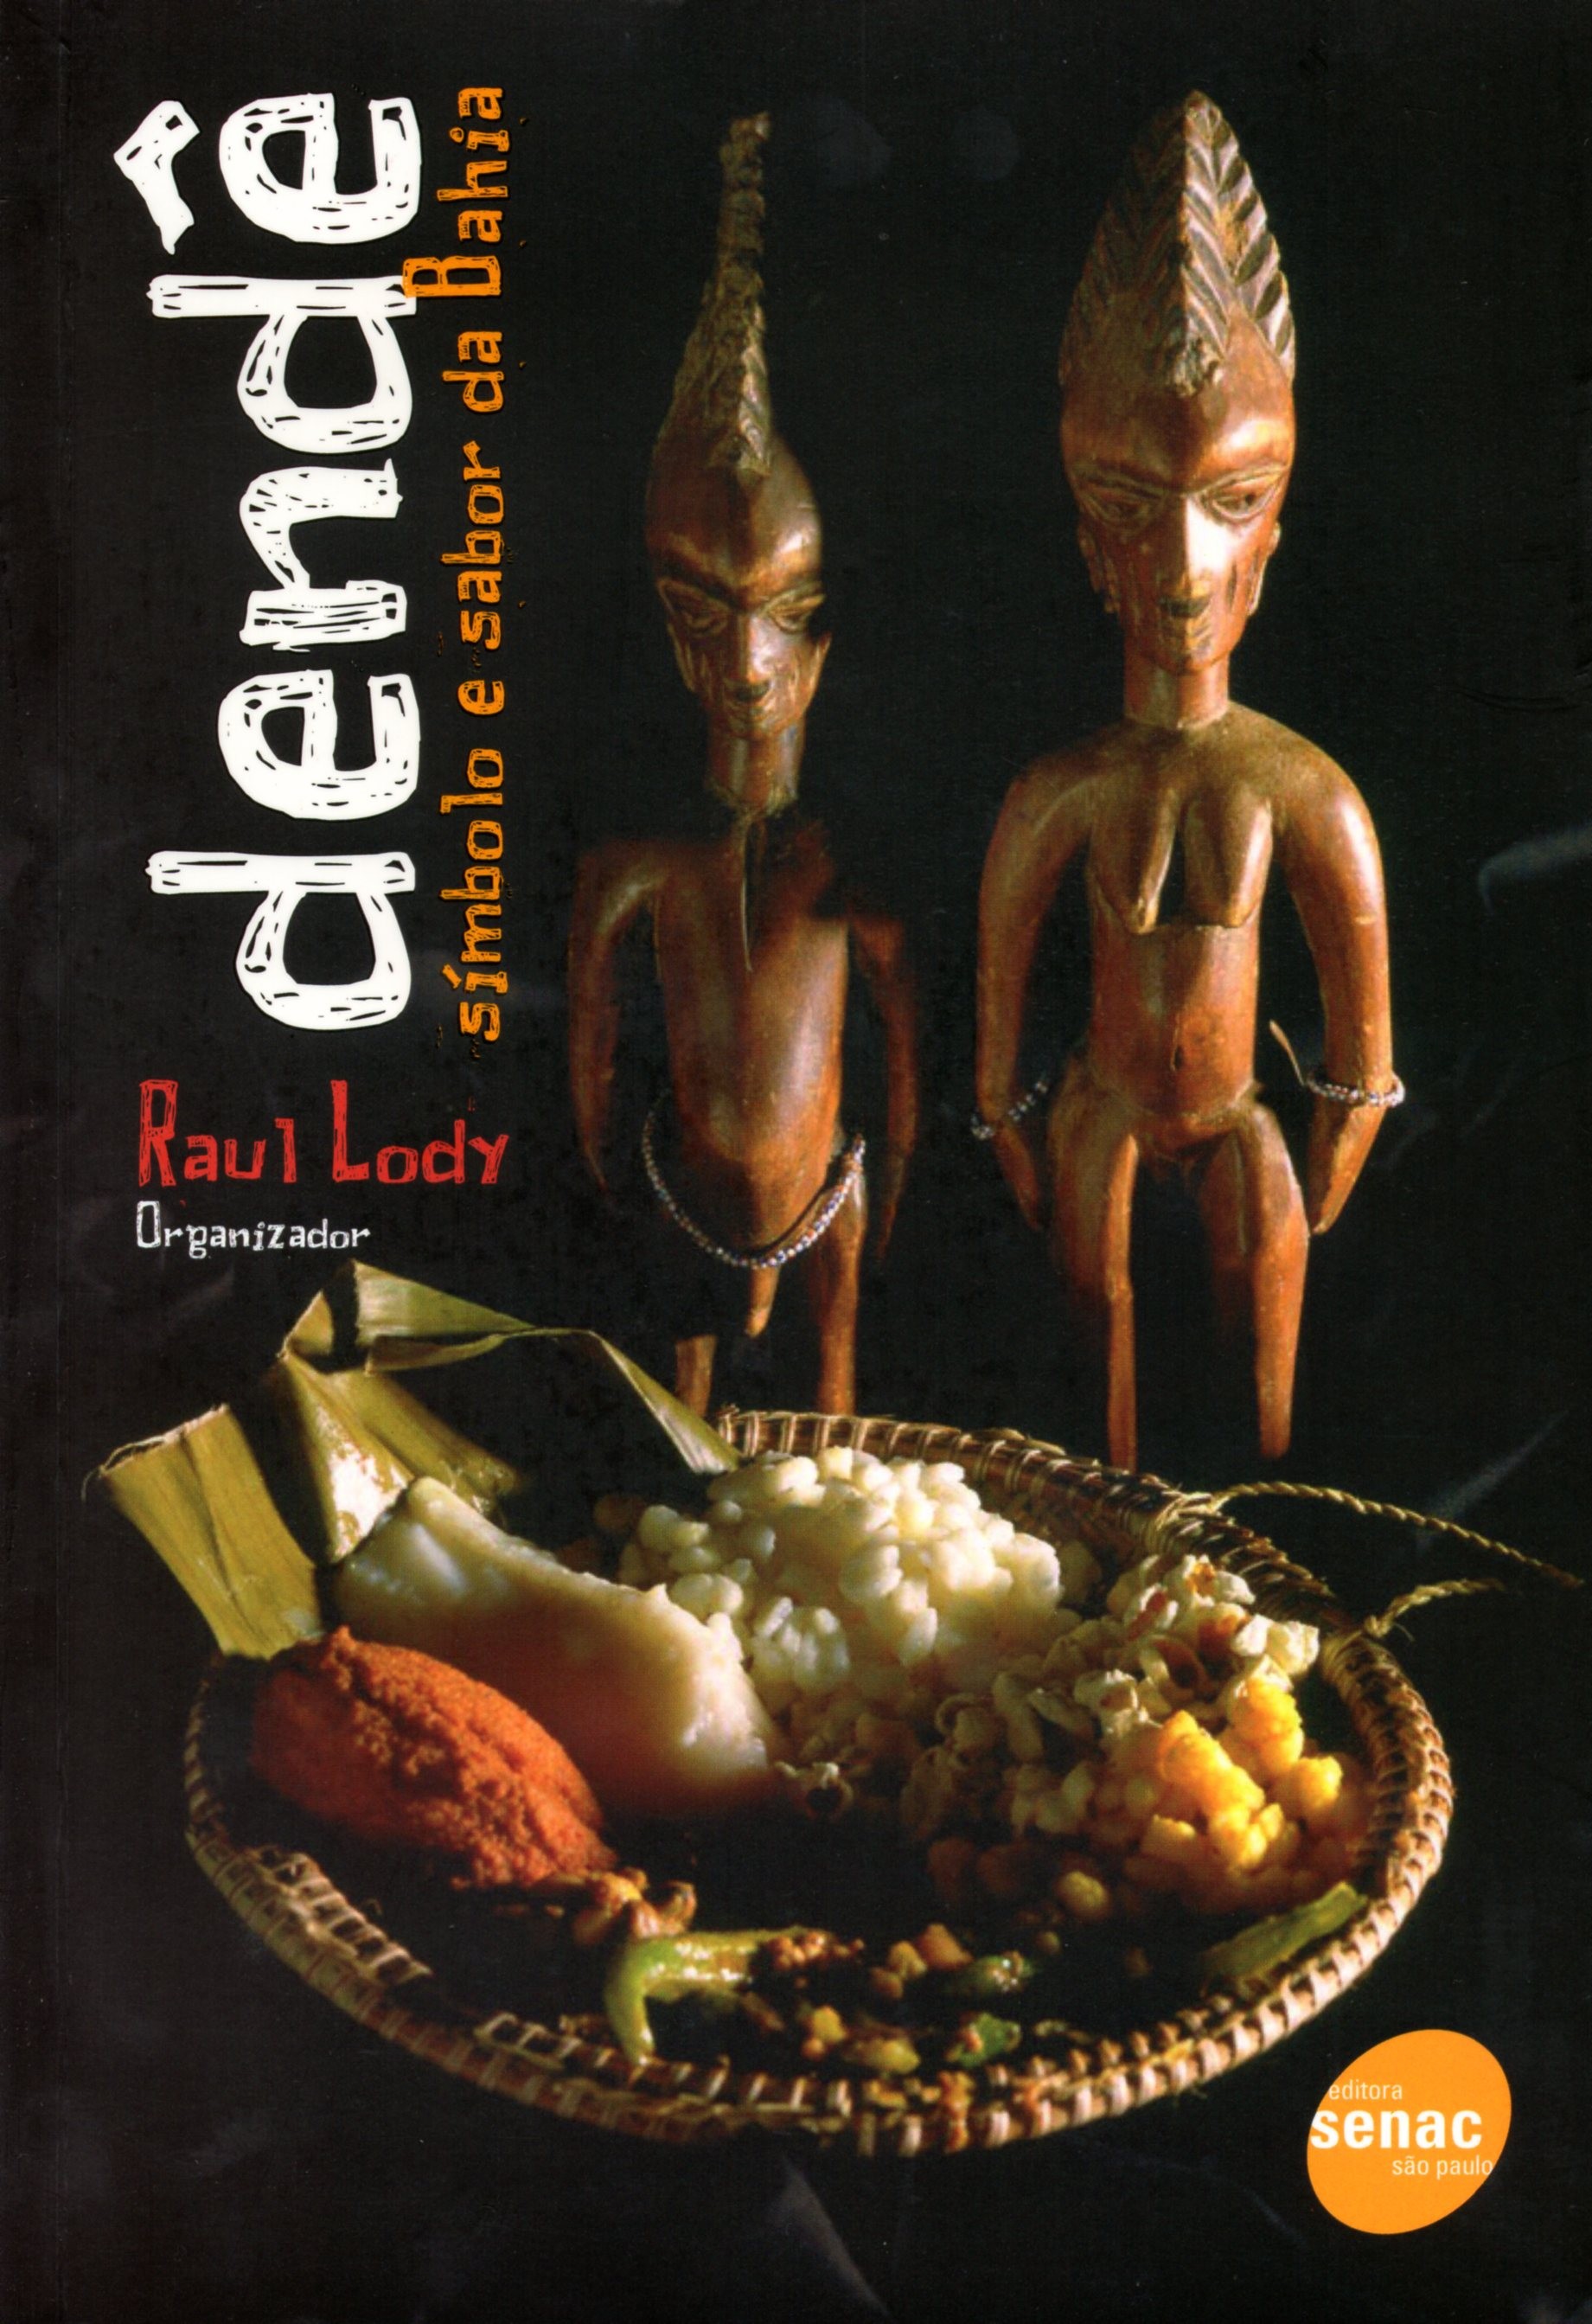 dendê
símbolo e sabor da Bahia
Raul Lody
Organizador
editora
senac
são paulo